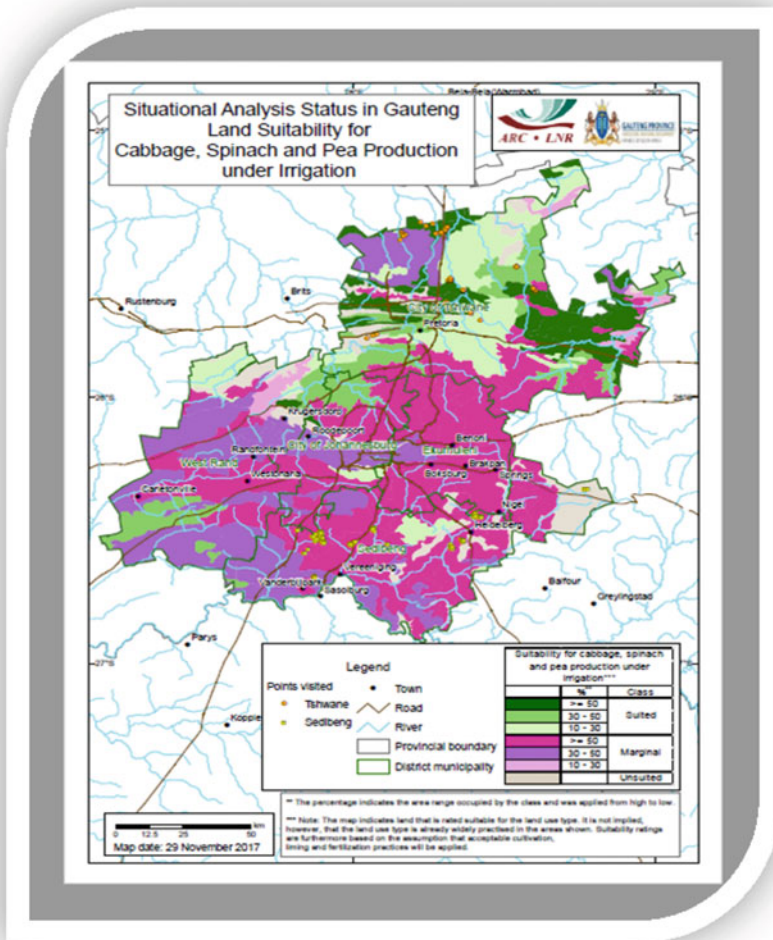 Situational Analysis Status in Gauteng
Land Suitability for
Cabbage, Spinach and Pea Production
under Irrigation
ARC • LNR
GAUTENG PROVINCE
Rustenburg
Brits
Pretoria
28°S
Krugersdorp
Roodepoort
City of Johannesburg
Benoni
Ekurhuleni
Randfontein
West Rand
Brakpan
Boksburg
Springs
Westonaria
Carletonville
Nigel
Heidelberg
Sedibeng
Vereeniging
Vanderbijlpark
Sasolburg
Balfour
Greylingstad
Parys
27°S
Legend
Points visited
Tshwane
Sedibeng
Town
Road
River
Provincial boundary
District municipality
Suitability for cabbage, spinach
and pea production under
irrigation***
%** Class
>= 50
30 - 50 Suited
10 - 30
>= 50
30 - 50 Marginal
10 - 30
Unsuited
** The percentage indicates the area range occupied by the class and was applied from high to low.
*** Note: The map indicates land that is rated suitable for the land use type. It is not implied,
however, that the land use type is already widely practised in the areas shown. Suitability ratings
are furthermore based on the assumption that acceptable cultivation,
liming and fertilization practices will be applied.
km
0 12.5 25 50
Map date: 29 November 2017